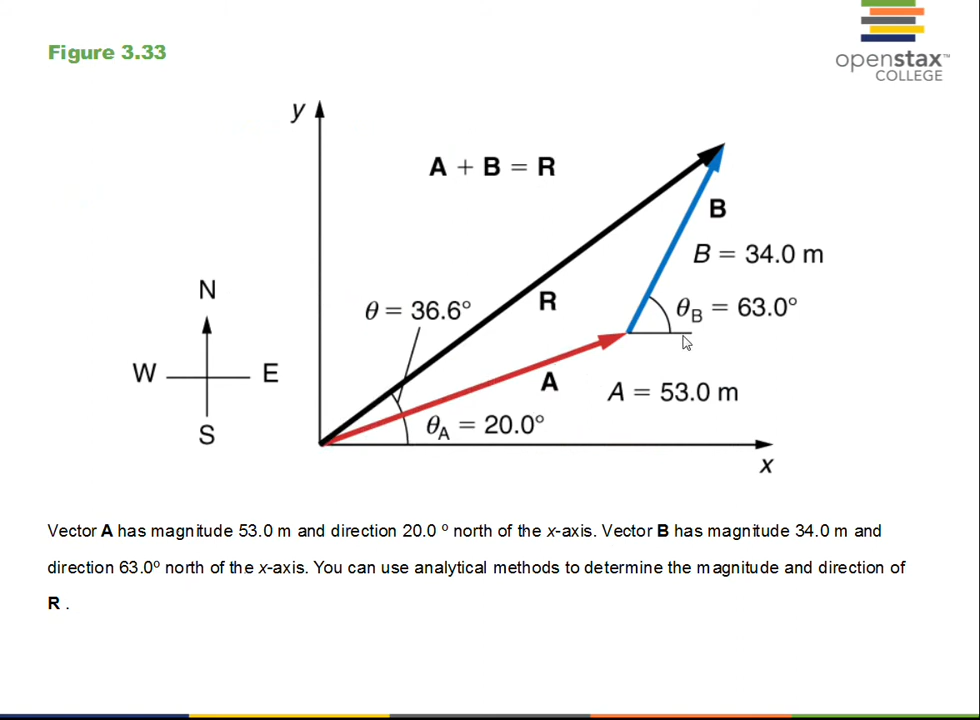 Figure 3.33
openstax™
COLLEGE
y
A + B = R
B
B = 34.0 m
N
θ = 36.6°
R
θB = 63.0°
W
E
A
A = 53.0 m
S
θA = 20.0°
x
Vector A has magnitude 53.0 m and direction 20.0 º north of the x-axis. Vector B has magnitude 34.0 m and
direction 63.0º north of the x-axis. You can use analytical methods to determine the magnitude and direction of
R .